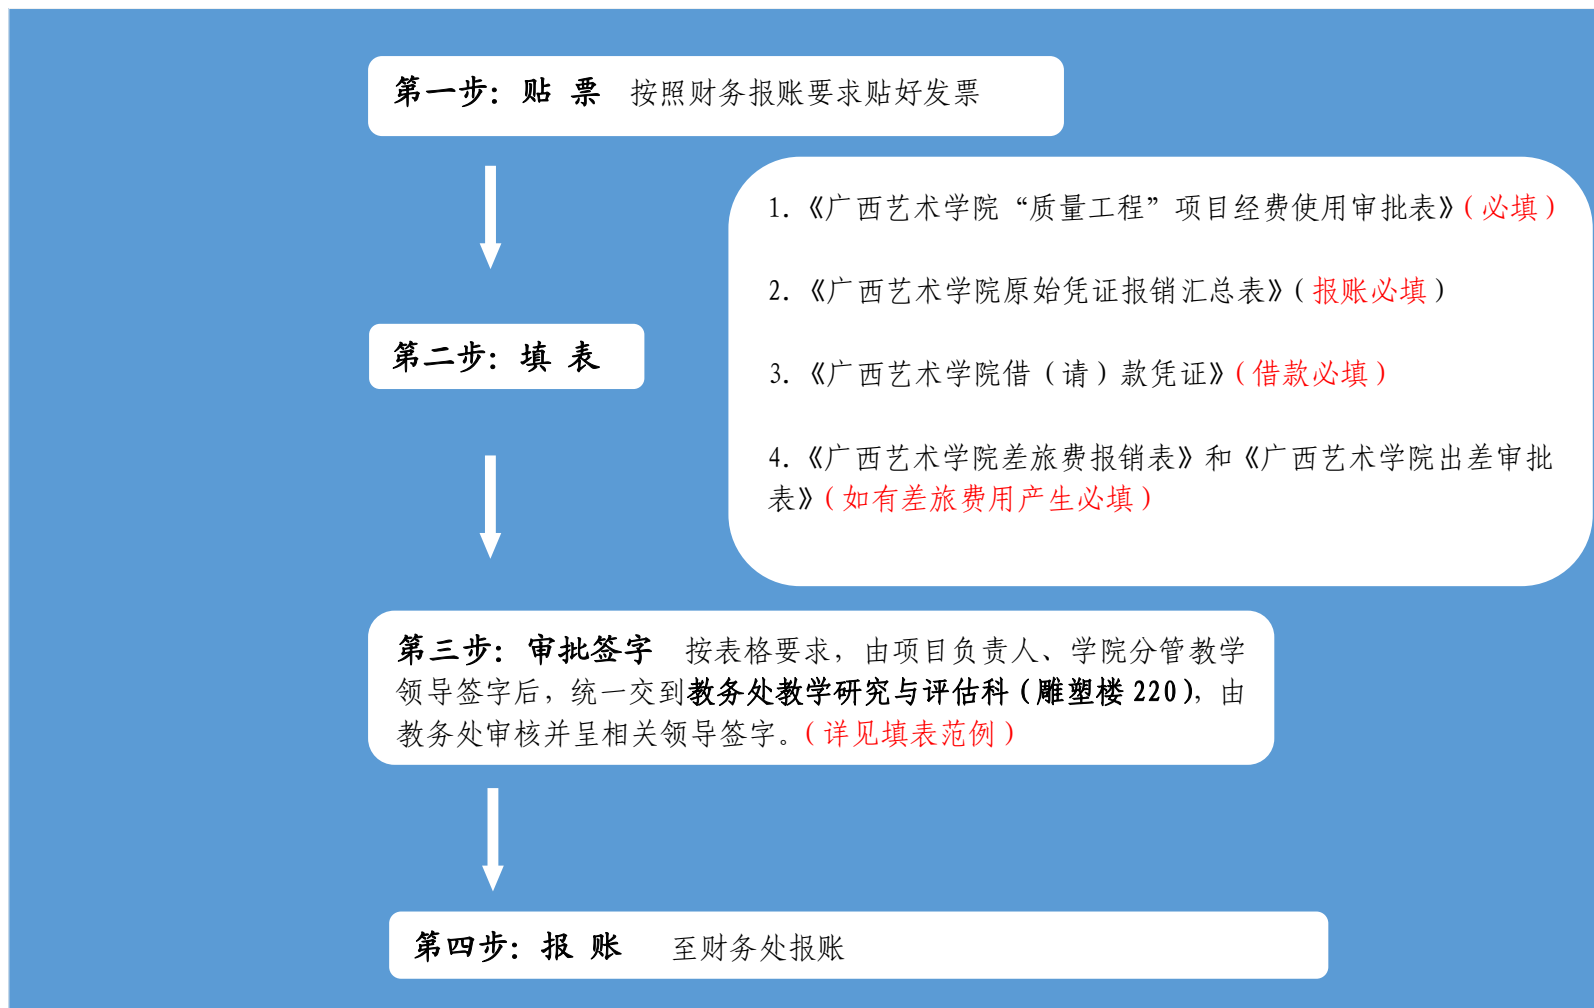 第一步：贴 票 按照财务报账要求贴好发票
1.《广西艺术学院“质量工程”项目经费使用审批表》（必填）
2.《广西艺术学院原始凭证报销汇总表》（报账必填）
第二步：填 表
3.《广西艺术学院借（请）款凭证》（借款必填）
4.《广西艺术学院差旅费报销表》和《广西艺术学院出差审批
表》（如有差旅费用产生必填）
第三步：审批签字 按表格要求，由项目负责人、学院分管教学
领导签字后，统一交到教务处教学研究与评估科（雕塑楼 220），由
教务处审核并呈相关领导签字。（详见填表范例）
第四步：报 账 至财务处报账